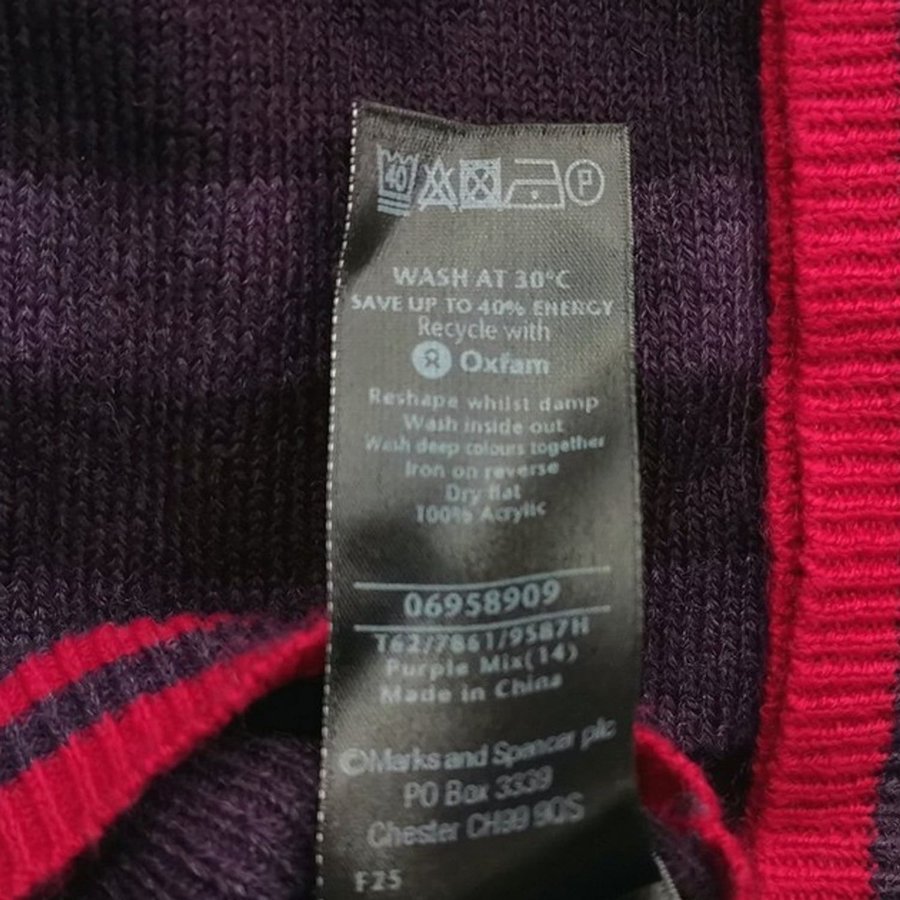 40 P
WASH AT 30°C
SAVE UP TO 40% ENERGY
Recycle with
Oxfam
Reshape whilst damp
Wash inside out
Wash deep colours together
Iron on reverse
Dry flat
100% Acrylic
06958909
T62/7861/9587H
Purple Mix(14)
Made in China
©Marks and Spencer plc
PO Box 3339
Chester CH99 9QS
F25